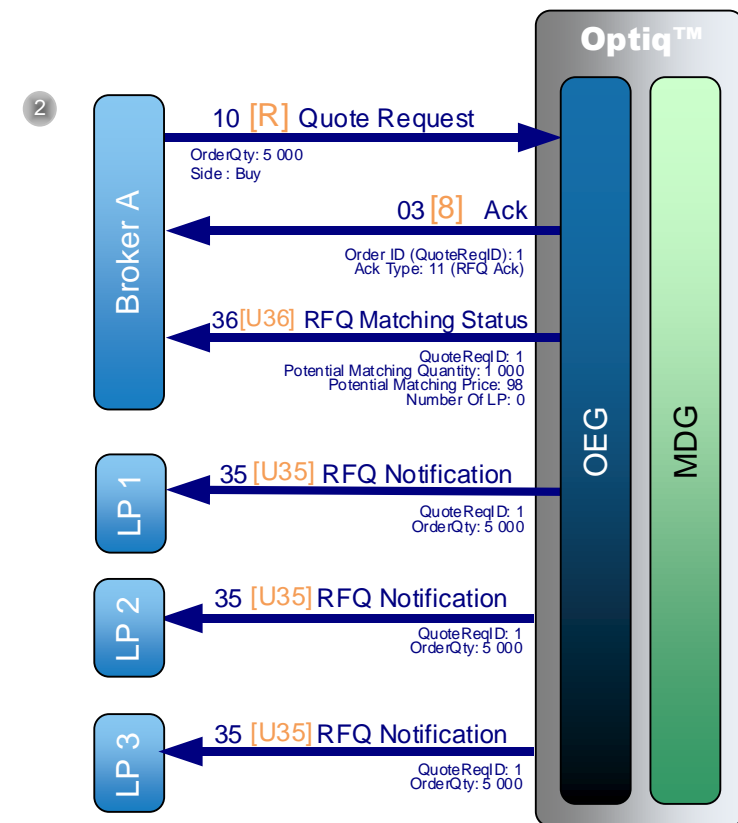 Optiq™
2
Broker A
10 [R] Quote Request
OrderQty: 5 000
Side : Buy
03 [8] Ack
Order ID (QuoteReqID): 1
Ack Type: 11 (RFQ Ack)
36 [U36] RFQ Matching Status
QuoteReqID: 1
Potential Matching Quantity: 1 000
Potential Matching Price: 98
Number Of LP: 0
OEG
MDG
LP 1
35 [U35] RFQ Notification
QuoteReqID: 1
OrderQty: 5 000
LP 2
35 [U35] RFQ Notification
QuoteReqID: 1
OrderQty: 5 000
LP 3
35 [U35] RFQ Notification
QuoteReqID: 1
OrderQty: 5 000